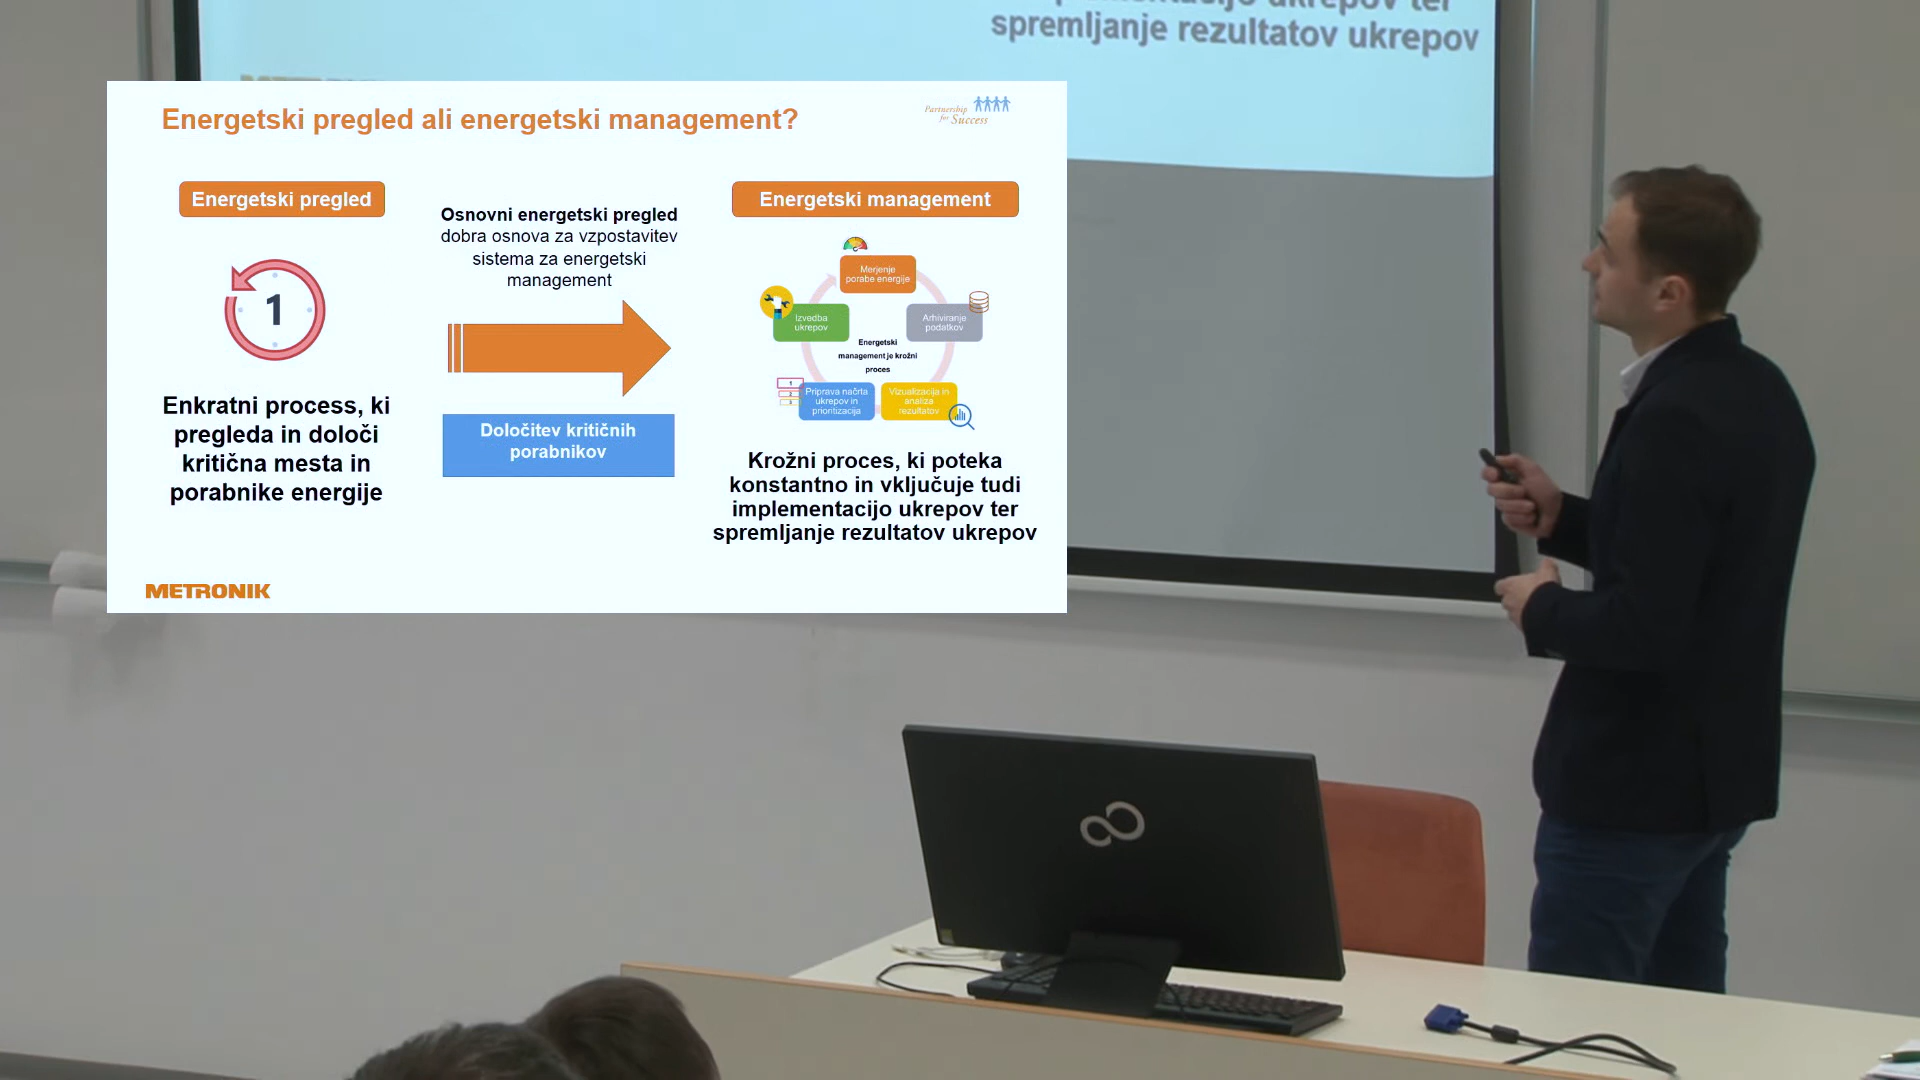 spremljanje rezultatov ukrepov
Energetski pregled ali energetski management?
Partnership
for Success
Energetski pregled
1
Enkratni process, ki
pregleda in določi
kritična mesta in
porabnike energije
Osnovni energetski pregled
dobra osnova za vzpostavitev
sistema za energetski
management
Določitev kritičnih
porabnikov
Energetski management
Merjenje
porabe energije
Arhiviranje
podatkov
Vizualizacija in
analiza
rezultatov
Priprava načrta
ukrepov in
prioritizacija
1
2
3
Izvedba
ukrepov
Energetski
management je krožni
proces
Krožni proces, ki poteka
konstantno in vključuje tudi
implementacijo ukrepov ter
spremljanje rezultatov ukrepov
METRONIK